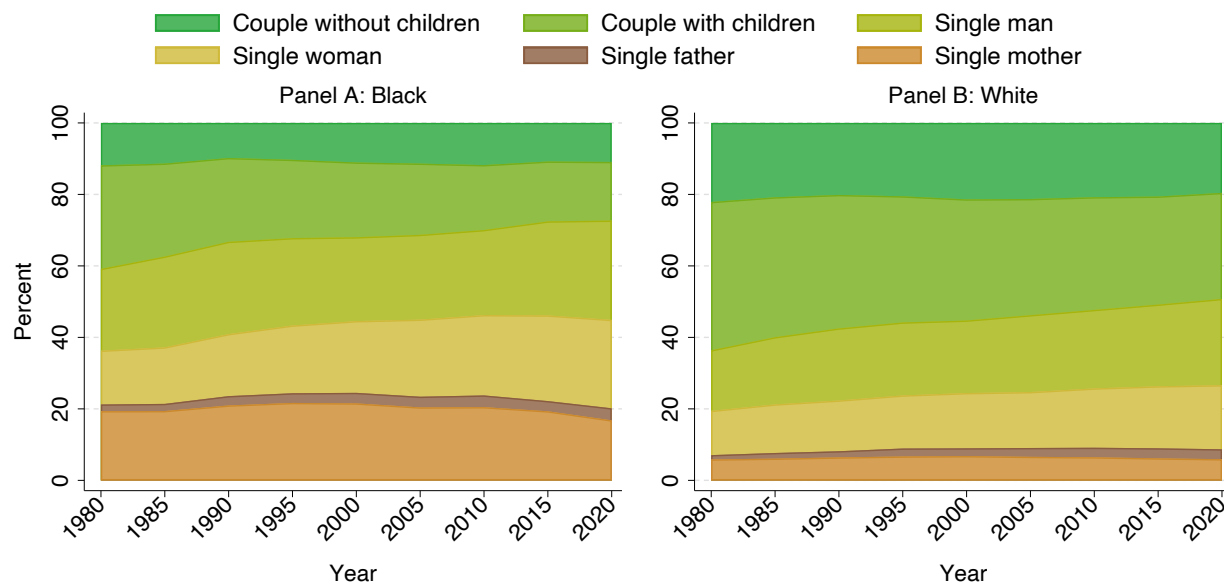 Couple without children Couple with children Single man
Single woman Single father Single mother
Panel A: Black Panel B: White
Percent
100
80
60
40
20
0
1980 1985 1990 1995 2000 2005 2010 2015 2020
Year
100
80
60
40
20
0
1980 1985 1990 1995 2000 2005 2010 2015 2020
Year